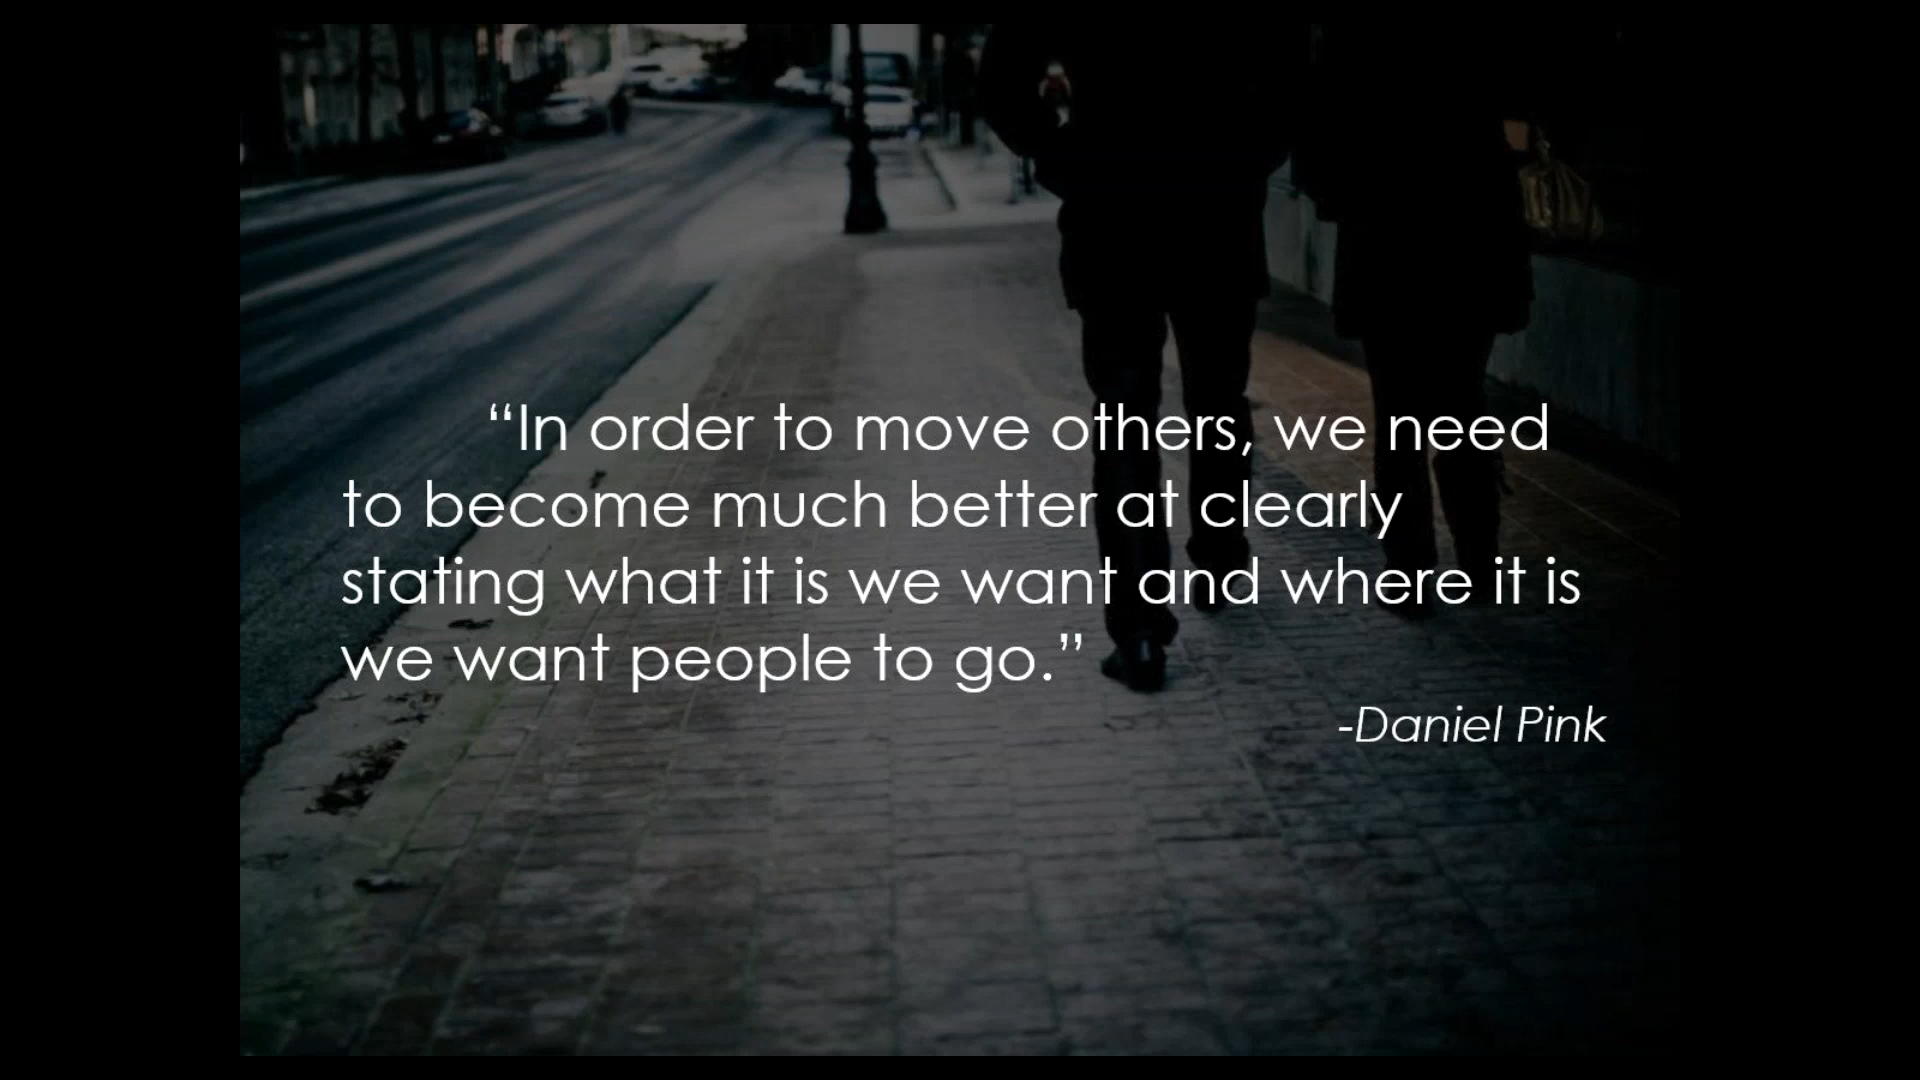 “In order to move others, we need
to become much better at clearly
stating what it is we want and where it is
we want people to go.”
-Daniel Pink